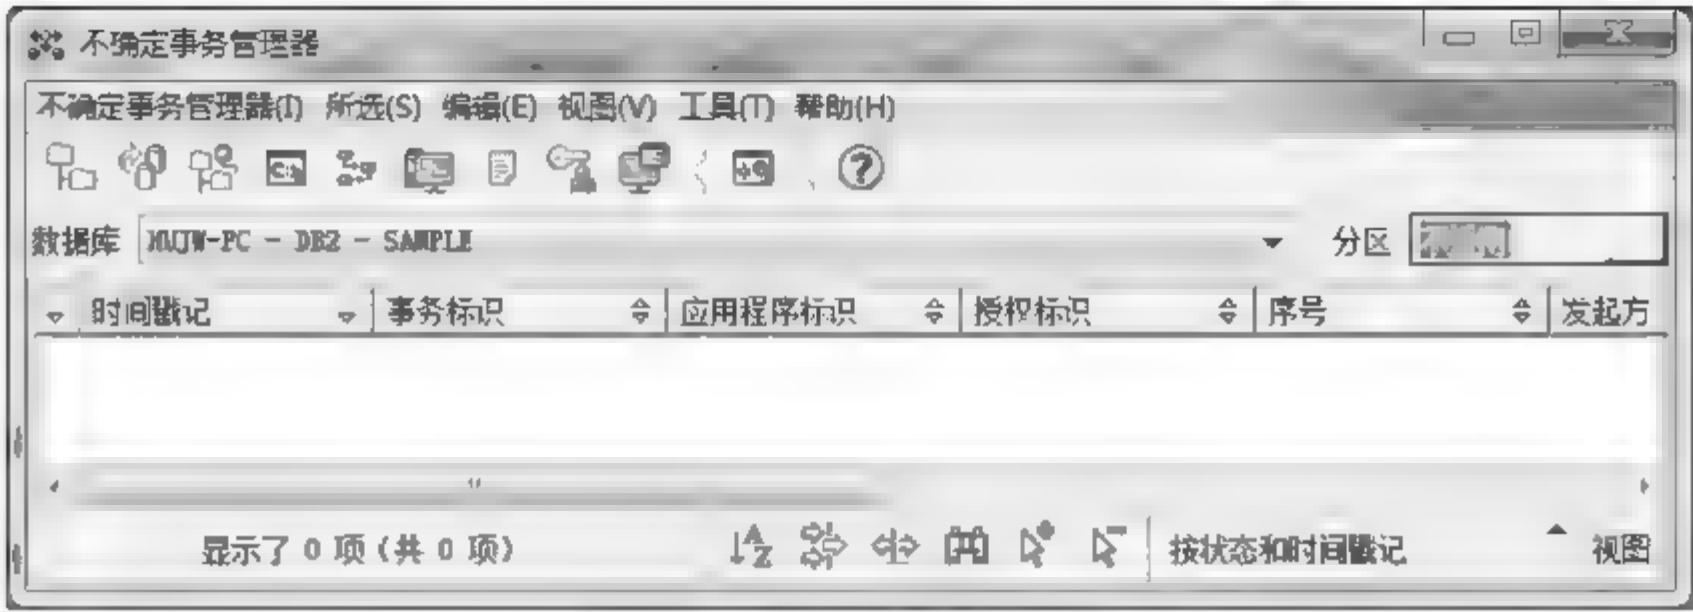 不确定事务管理器
不确定事务管理器(I) 所选(S) 编辑(E) 视图(V) 工具(T) 帮助(H)
数据库 MUJW-PC - DB2 - SAMPLE 分区
时间戳记 事务标识 应用程序标识 授权标识 序号 发起方
显示了 0 项 (共 0 项) 按状态和时间戳记 视图